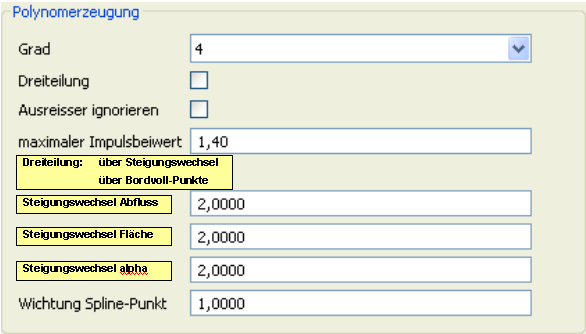 Polynomerzeugung
Grad 4
Dreiteilung
Ausreisser ignorieren
maximaler Impulsbeiwert 1,40
Dreiteilung: über Steigungswechsel
über Bordvoll-Punkte
Steigungswechsel Abfluss 2,0000
Steigungswechsel Fläche 2,0000
Steigungswechsel alpha 2,0000
Wichtung Spline-Punkt 1,0000